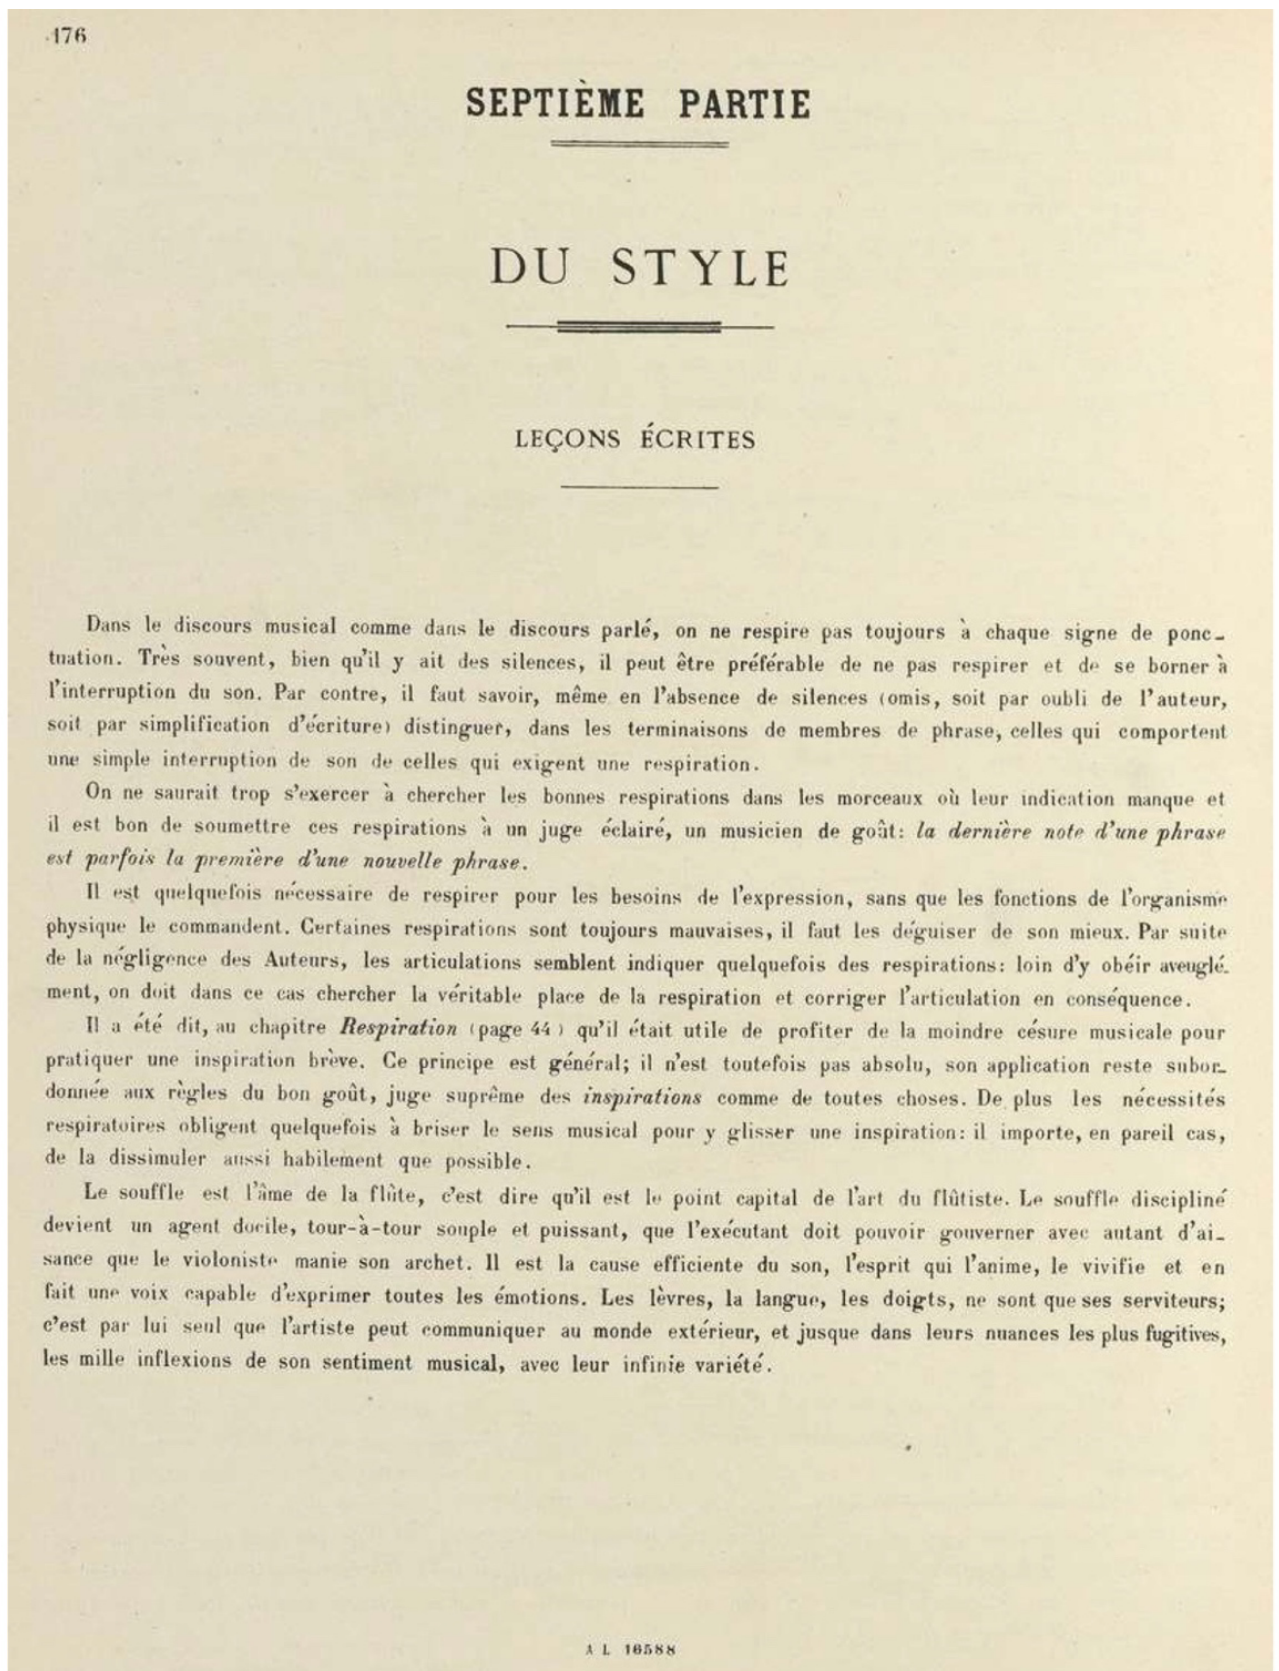 176
SEPTIÈME PARTIE
DU STYLE
LEÇONS ÉCRITES
Dans le discours musical comme dans le discours parlé, on ne respire pas toujours à chaque signe de ponc-
tuation. Très souvent, bien qu'il y ait des silences, il peut être préférable de ne pas respirer et de se borner à
l'interruption du son. Par contre, il faut savoir, même en l'absence de silences (omis, soit par oubli de l'auteur,
soit par simplification d'écriture) distinguer, dans les terminaisons de membres de phrase, celles qui comportent
une simple interruption de son de celles qui exigent une respiration.
On ne saurait trop s'exercer à chercher les bonnes respirations dans les morceaux où leur indication manque et
il est bon de soumettre ces respirations à un juge éclairé, un musicien de goût: la dernière note d'une phrase
est parfois la première d'une nouvelle phrase.
Il est quelquefois nécessaire de respirer pour les besoins de l'expression, sans que les fonctions de l'organisme
physique le commandent. Certaines respirations sont toujours mauvaises, il faut les déguiser de son mieux. Par suite
de la négligence des Auteurs, les articulations semblent indiquer quelquefois des respirations: loin d'y obéir aveuglé-
ment, on doit dans ce cas chercher la véritable place de la respiration et corriger l'articulation en conséquence.
Il a été dit, au chapitre Respiration (page 44) qu'il était utile de profiter de la moindre césure musicale pour
pratiquer une inspiration brève. Ce principe est général; il n'est toutefois pas absolu, son application reste subor-
donnée aux règles du bon goût, juge suprême des inspirations comme de toutes choses. De plus les nécessités
respiratoires obligent quelquefois à briser le sens musical pour y glisser une inspiration: il importe, en pareil cas,
de la dissimuler aussi habilement que possible.
Le souffle est l'âme de la flûte, c'est dire qu'il est le point capital de l'art du flûtiste. Le souffle discipliné
devient un agent docile, tour-à-tour souple et puissant, que l'exécutant doit pouvoir gouverner avec autant d'ai-
sance que le violoniste manie son archet. Il est la cause efficiente du son, l'esprit qui l'anime, le vivifie et en
fait une voix capable d'exprimer toutes les émotions. Les lèvres, la langue, les doigts, ne sont que ses serviteurs;
c'est par lui seul que l'artiste peut communiquer au monde extérieur, et jusque dans leurs nuances les plus fugitives,
les mille inflexions de son sentiment musical, avec leur infinie variété.
A L 16588